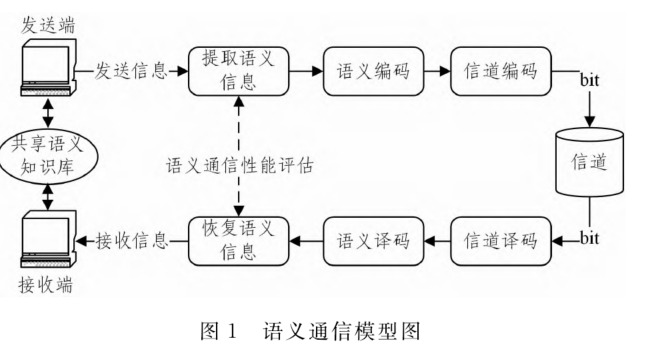 发送端
发送信息
提取语义
信息
语义编码
信道编码
bit
共享语义
知识库
语义通信性能评估
信道
接收信息
恢复语义
信息
语义译码
信道译码
bit
接收端
图 1 语义通信模型图